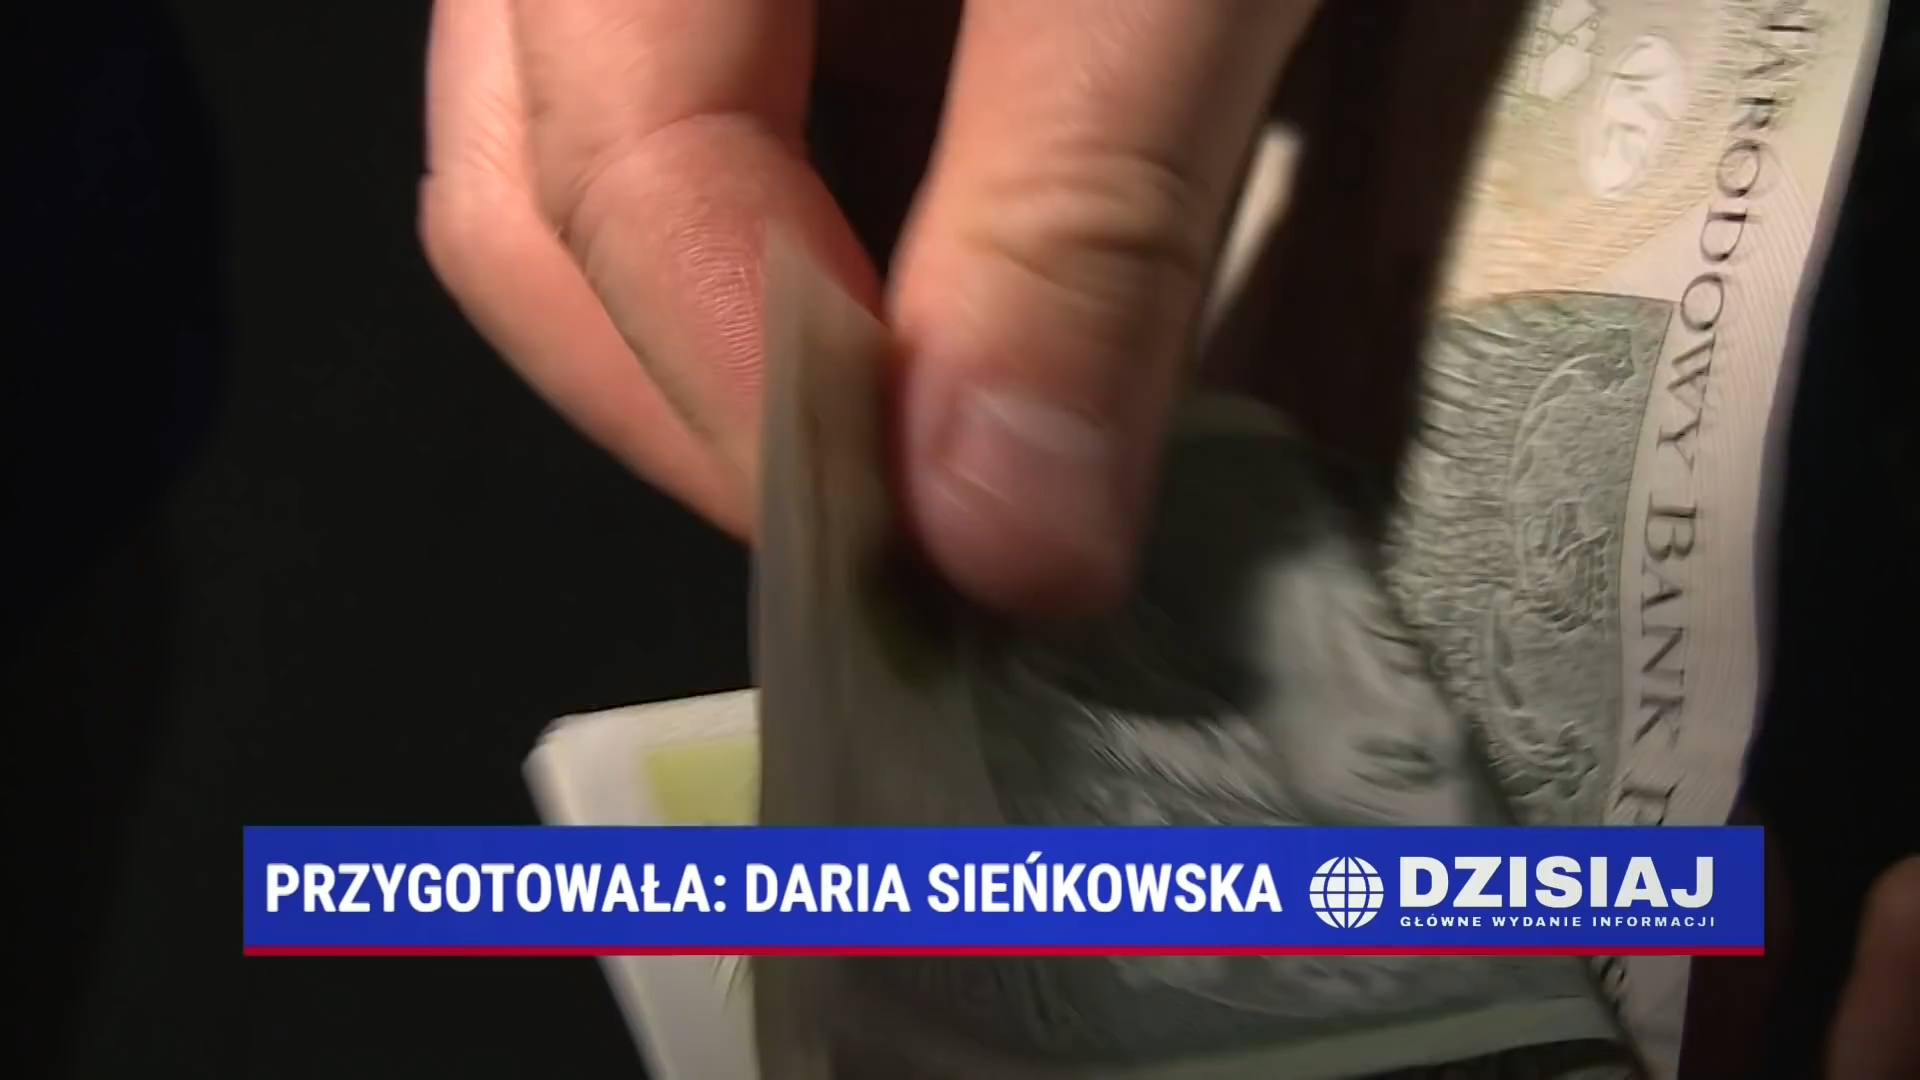 NARODOWY BANK P
PRZYGOTOWAŁA: DARIA SIEŃKOWSKA
DZISIAJ
GŁÓWNE WYDANIE INFORMACJI